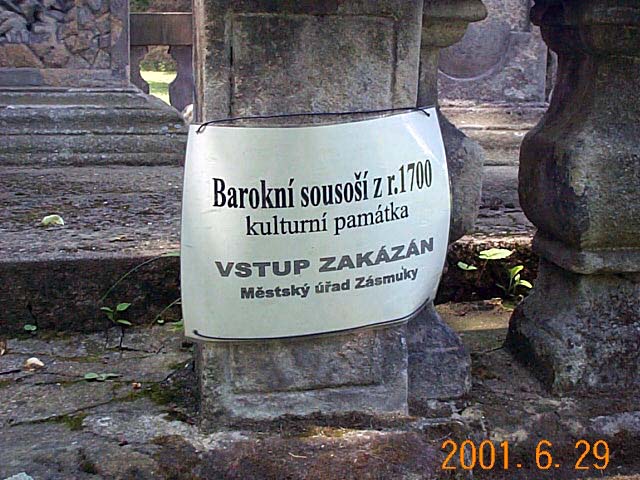 Barokní sousoší z r.1700
kulturní památka
VSTUP ZAKÁZÁN
Městský úřad Zásmuky
2001. 6. 29